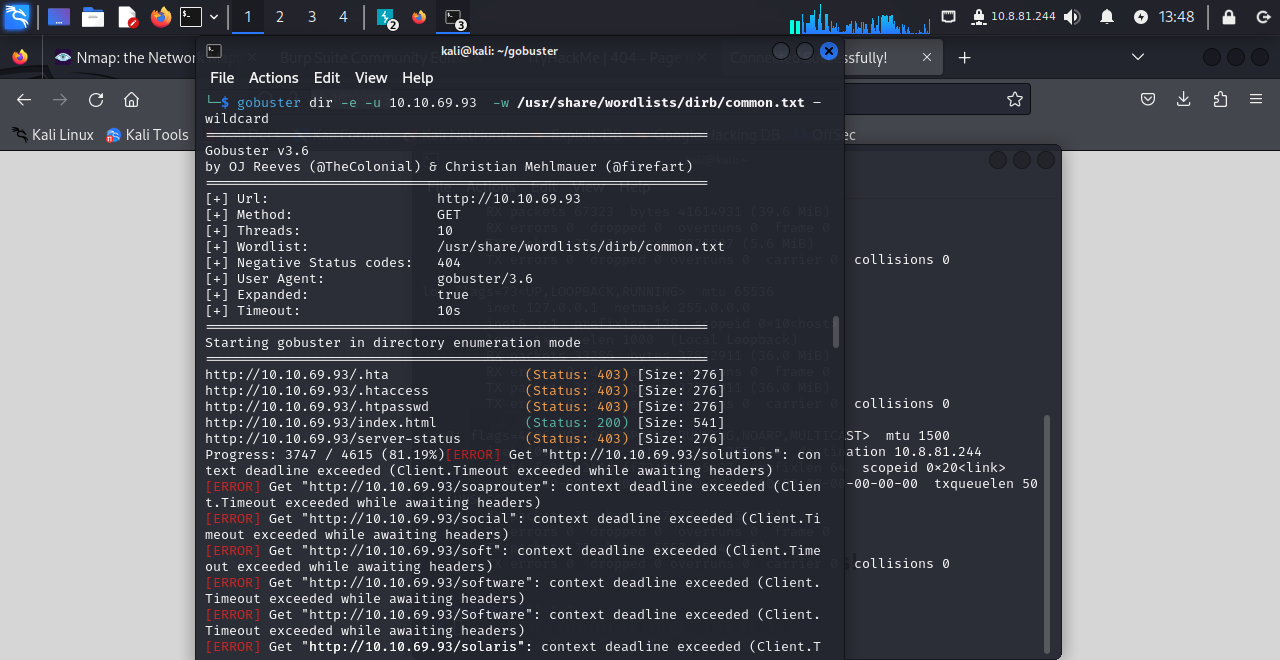 1 2 3 4 2 3 10.8.81.244 13:48
kali@kali: ~/gobuster
Nmap: the Network
Burp Suite Community Ed
TryHackMe | 404 - Page
Connected successfully!
File Actions Edit View Help
└─$ gobuster dir -e -u 10.10.69.93  -w /usr/share/wordlists/dirb/common.txt —
wildcard
Kali Linux
Kali Tools
OffSec
Gobuster v3.6
by OJ Reeves (@TheColonial) & Christian Mehlmauer (@firefart)
[+] Url: http://10.10.69.93
[+] Method: GET
[+] Threads: 10
[+] Wordlist: /usr/share/wordlists/dirb/common.txt
[+] Negative Status codes: 404
[+] User Agent: gobuster/3.6
[+] Expanded: true
[+] Timeout: 10s
Starting gobuster in directory enumeration mode
http://10.10.69.93/.hta (Status: 403) [Size: 276]
http://10.10.69.93/.htaccess (Status: 403) [Size: 276]
http://10.10.69.93/.htpasswd (Status: 403) [Size: 276]
http://10.10.69.93/index.html (Status: 200) [Size: 541]
http://10.10.69.93/server-status (Status: 403) [Size: 276]
Progress: 3747 / 4615 (81.19%)[ERROR] Get "http://10.10.69.93/solutions": con
text deadline exceeded (Client.Timeout exceeded while awaiting headers)
[ERROR] Get "http://10.10.69.93/soaprouter": context deadline exceeded (Clien
t.Timeout exceeded while awaiting headers)
[ERROR] Get "http://10.10.69.93/social": context deadline exceeded (Client.Ti
meout exceeded while awaiting headers)
[ERROR] Get "http://10.10.69.93/soft": context deadline exceeded (Client.Time
out exceeded while awaiting headers)
[ERROR] Get "http://10.10.69.93/software": context deadline exceeded (Client.
Timeout exceeded while awaiting headers)
[ERROR] Get "http://10.10.69.93/Software": context deadline exceeded (Client.
Timeout exceeded while awaiting headers)
[ERROR] Get "http://10.10.69.93/solaris": context deadline exceeded (Client.T
collisions 0
collisions 0
CAST>  mtu 1500
ination 10.8.81.244
scopeid 0×20<link>
-00-00-00-00  txqueuelen 50
collisions 0